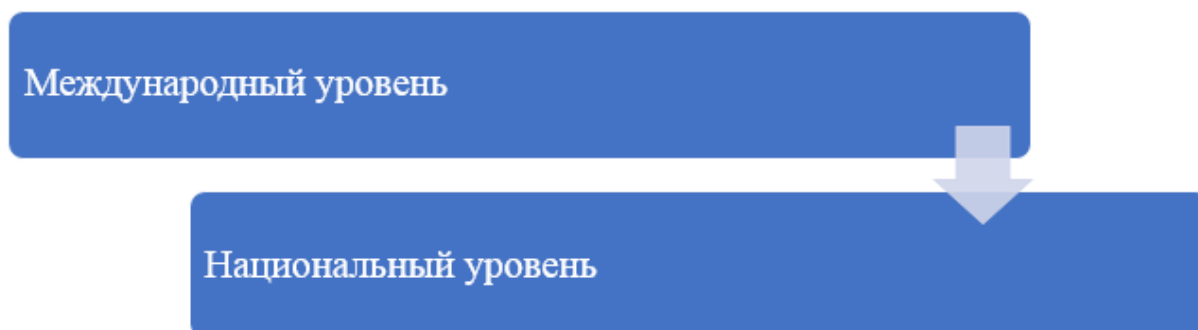 Международный уровень
Национальный уровень